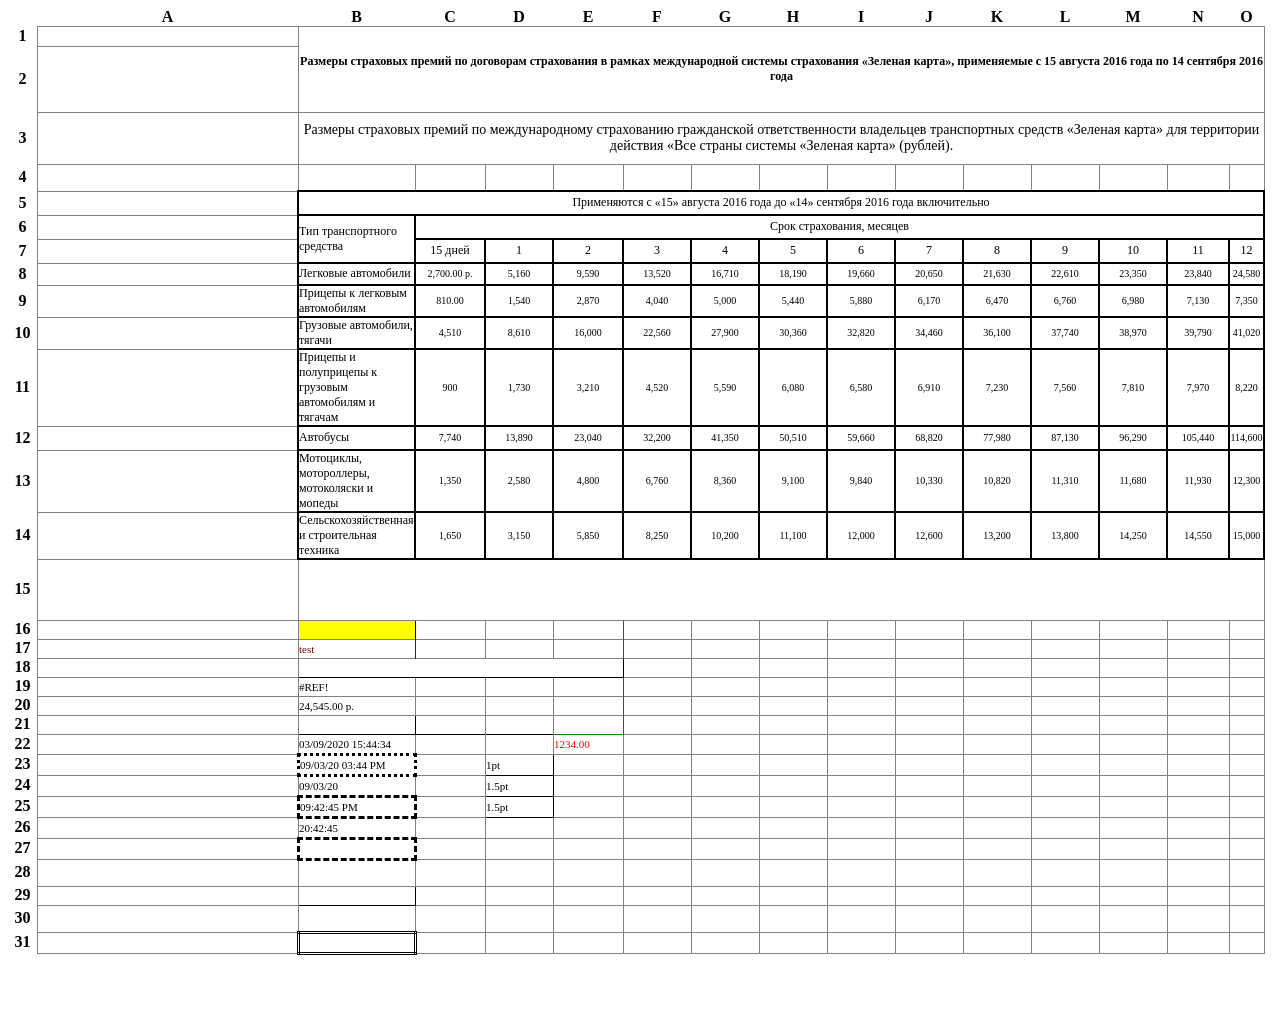 A B C D E F G H I J K L M N O
1
2 Размеры страховых премий по договорам страхования в рамках международной системы страхования «Зеленая карта», применяемые с 15 августа 2016 года по 14 сентября 2016
года
3 Размеры страховых премий по международному страхованию гражданской ответственности владельцев транспортных средств «Зеленая карта» для территории
действия «Все страны системы «Зеленая карта» (рублей).
4
5 Применяются с «15» августа 2016 года до «14» сентября 2016 года включительно
6 Тип транспортного
средства
Срок страхования, месяцев
7 15 дней 1 2 3 4 5 6 7 8 9 10 11 12
8 Легковые автомобили 2,700.00 р. 5,160 9,590 13,520 16,710 18,190 19,660 20,650 21,630 22,610 23,350 23,840 24,580
9 Прицепы к легковым
автомобилям
810.00 1,540 2,870 4,040 5,000 5,440 5,880 6,170 6,470 6,760 6,980 7,130 7,350
10 Грузовые автомобили,
тягачи
4,510 8,610 16,000 22,560 27,900 30,360 32,820 34,460 36,100 37,740 38,970 39,790 41,020
11 Прицепы и
полуприцепы к
грузовым
автомобилям и
тягачам
900 1,730 3,210 4,520 5,590 6,080 6,580 6,910 7,230 7,560 7,810 7,970 8,220
12 Автобусы 7,740 13,890 23,040 32,200 41,350 50,510 59,660 68,820 77,980 87,130 96,290 105,440 114,600
13 Мотоциклы,
мотороллеры,
мотоколяски и
мопеды
1,350 2,580 4,800 6,760 8,360 9,100 9,840 10,330 10,820 11,310 11,680 11,930 12,300
14 Сельскохозяйственная
и строительная
техника
1,650 3,150 5,850 8,250 10,200 11,100 12,000 12,600 13,200 13,800 14,250 14,550 15,000
15
16
17 test
18
19 #REF!
20 24,545.00 р.
21
22 03/09/2020 15:44:34 1234.00
23 09/03/20 03:44 PM 1pt
24 09/03/20 1.5pt
25 09:42:45 PM 1.5pt
26 20:42:45
27
28
29
30
31